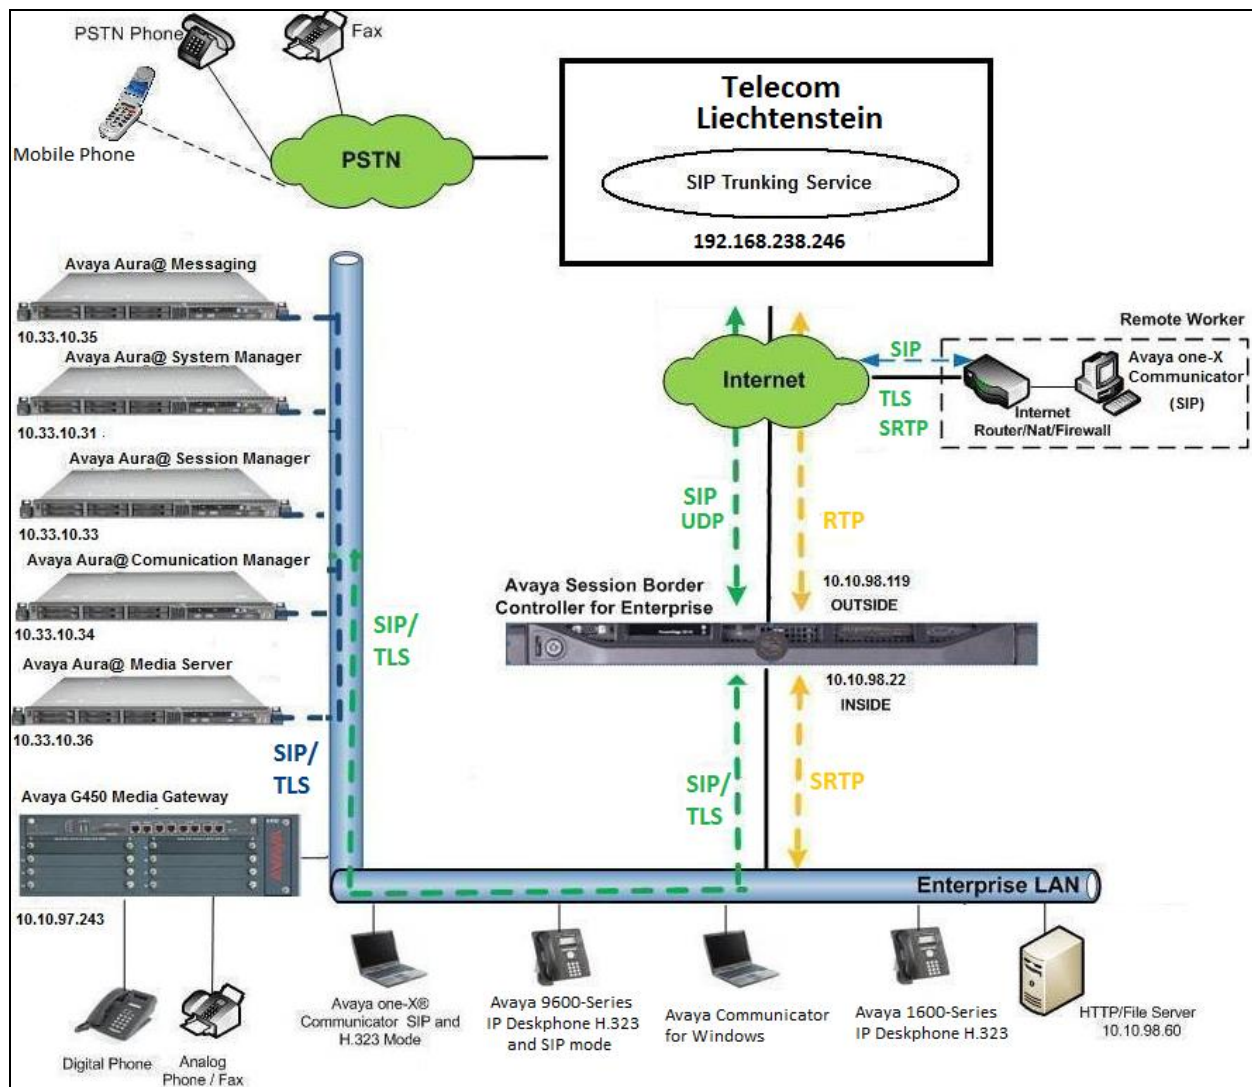 PSTN Phone
Fax
Mobile Phone
PSTN
Telecom
Liechtenstein
SIP Trunking Service
192.168.238.246
Avaya Aura@ Messaging
10.33.10.35
Avaya Aura@ System Manager
10.33.10.31
Avaya Aura@ Session Manager
10.33.10.33
Avaya Aura@ Comunication Manager
10.33.10.34
Avaya Aura@ Media Server
10.33.10.36
SIP/
TLS
SIP/
TLS
Internet
SIP
TLS
SRTP
Remote Worker
Avaya one-X
Communicator
(SIP)
Internet
Router/Nat/Firewall
SIP
UDP
RTP
Avaya Session Border
Controller for Enterprise
10.10.98.119
OUTSIDE
10.10.98.22
INSIDE
SIP/
TLS
SRTP
Avaya G450 Media Gateway
AVAYA
10.10.97.243
Enterprise LAN
Digital Phone
Analog
Phone / Fax
Avaya one-X®
Communicator SIP and
H.323 Mode
Avaya 9600-Series
IP Deskphone H.323
and SIP mode
Avaya Communicator
for Windows
Avaya 1600-Series
IP Deskphone H.323
HTTP/File Server
10.10.98.60